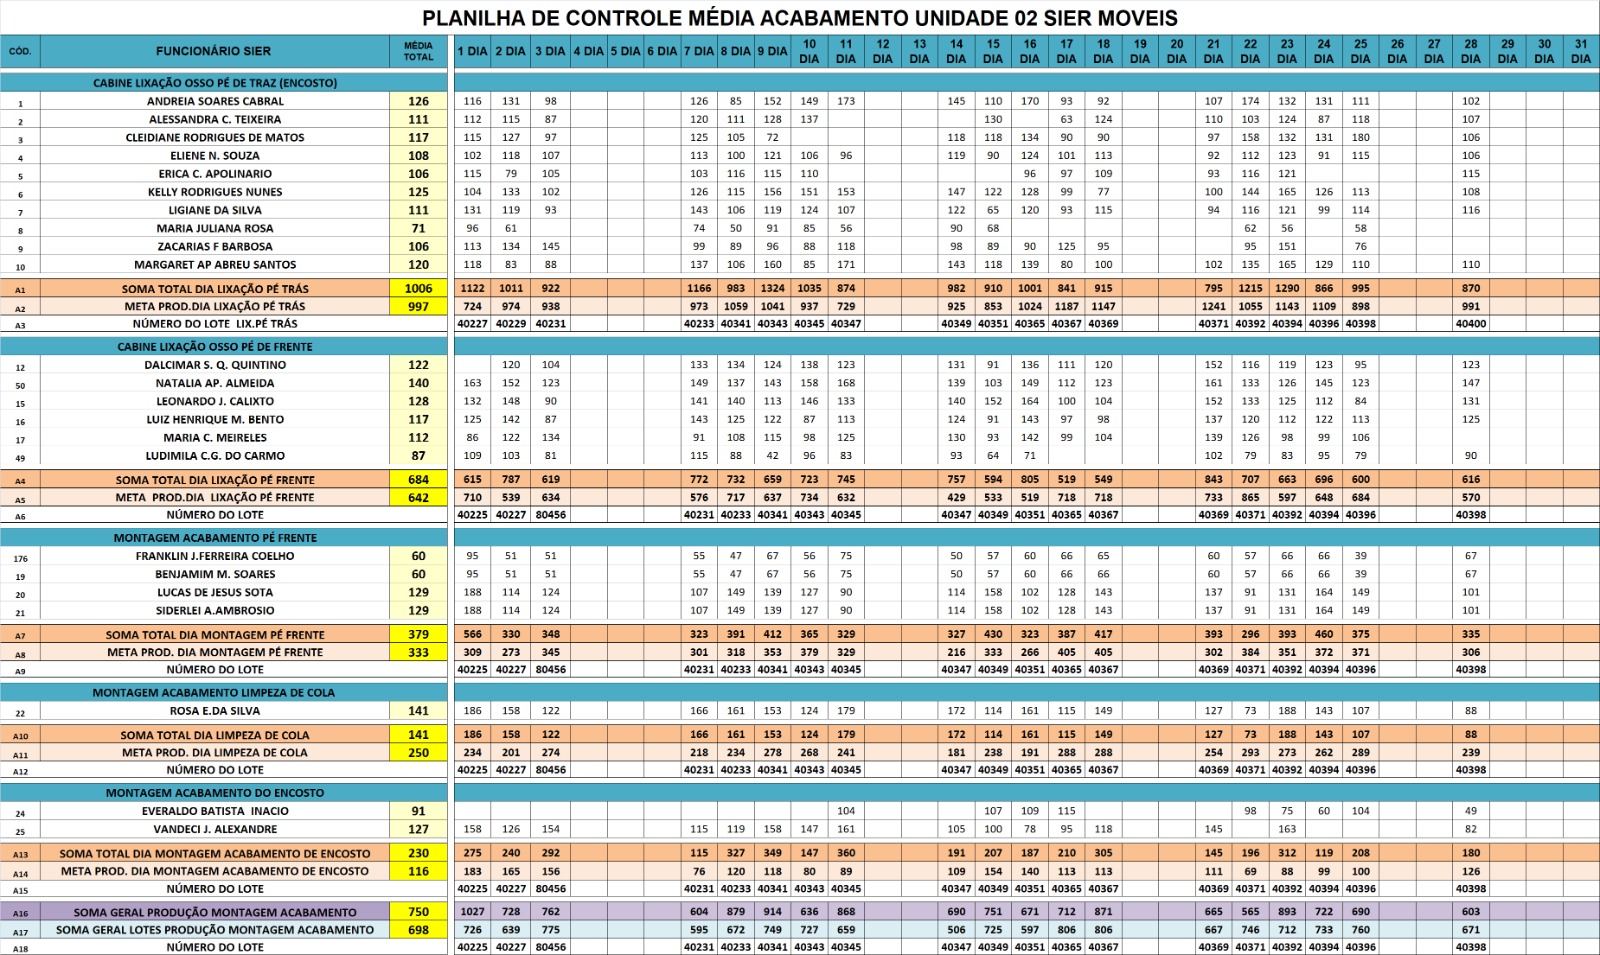 PLANILHA DE CONTROLE MÉDIA ACABAMENTO UNIDADE 02 SIER MOVEIS
CÓD. FUNCIONÁRIO SIER MÉDIA TOTAL 1 DIA 2 DIA 3 DIA 4 DIA 5 DIA 6 DIA 7 DIA 8 DIA 9 DIA 10 DIA 11 DIA 12 DIA 13 DIA 14 DIA 15 DIA 16 DIA 17 DIA 18 DIA 19 DIA 20 DIA 21 DIA 22 DIA 23 DIA 24 DIA 25 DIA 26 DIA 27 DIA 28 DIA 29 DIA 30 DIA 31 DIA
CABINE LIXAÇÃO OSSO PÉ DE TRAZ (ENCOSTO)
1 ANDREIA SOARES CABRAL 126 116 131 98 126 85 152 149 173 145 110 170 93 92 107 174 132 131 111 102
2 ALESSANDRA C. TEIXEIRA 111 112 115 87 120 111 128 137 130 63 124 110 103 124 87 118 107
3 CLEIDIANE RODRIGUES DE MATOS 117 115 127 97 125 105 72 118 118 134 90 90 97 158 132 131 180 106
4 ELIENE N. SOUZA 108 102 118 107 113 100 121 106 96 119 90 124 101 113 92 112 123 91 115 106
5 ERICA C. APOLINARIO 106 115 79 105 103 116 115 110 96 97 109 93 116 121 115
6 KELLY RODRIGUES NUNES 125 104 133 102 126 115 156 151 153 147 122 128 99 77 100 144 165 126 113 108
7 LIGIANE DA SILVA 111 131 119 93 143 106 119 124 107 122 65 120 93 115 94 116 121 99 114 116
8 MARIA JULIANA ROSA 71 96 61 74 50 91 85 56 90 68 62 56 58
9 ZACARIAS F BARBOSA 106 113 134 145 99 89 96 88 118 98 89 90 125 95 95 151 76
10 MARGARET AP ABREU SANTOS 120 118 83 88 137 106 160 85 171 143 118 139 80 100 102 135 165 129 110 110
A1 SOMA TOTAL DIA LIXAÇÃO PÉ TRÁS 1006 1122 1011 922 1166 983 1324 1035 874 982 910 1001 841 915 795 1215 1290 866 995 870
A2 META PROD.DIA LIXAÇÃO PÉ TRÁS 997 724 974 938 973 1059 1041 937 729 925 853 1024 1187 1147 1241 1055 1143 1109 898 991
A3 NÚMERO DO LOTE LIX.PÉ TRÁS 40227 40229 40231 40233 40341 40343 40345 40347 40349 40351 40365 40367 40369 40371 40392 40394 40396 40398 40400
CABINE LIXAÇÃO OSSO PÉ DE FRENTE
12 DALCIMAR S. Q. QUINTINO 122 120 104 133 134 124 138 123 131 91 136 111 120 152 116 119 123 95 123
50 NATALIA AP. ALMEIDA 140 163 152 123 149 137 143 158 168 139 103 149 112 123 161 133 126 145 123 147
15 LEONARDO J. CALIXTO 128 132 148 90 141 140 113 146 133 140 152 164 100 104 152 133 125 112 84 131
16 LUIZ HENRIQUE M. BENTO 117 125 142 87 143 125 122 87 113 124 91 143 97 98 137 120 112 122 113 125
17 MARIA C. MEIRELES 112 86 122 134 91 108 115 98 125 130 93 142 99 104 139 126 98 99 106
49 LUDIMILA C.G. DO CARMO 87 109 103 81 115 88 42 96 83 93 64 71 102 79 83 95 79 90
A4 SOMA TOTAL DIA LIXAÇÃO PÉ FRENTE 684 615 787 619 772 732 659 723 745 757 594 805 519 549 843 707 663 696 600 616
A5 META PROD.DIA LIXAÇÃO PÉ FRENTE 642 710 539 634 576 717 637 734 632 429 533 519 718 718 733 865 597 648 684 570
A6 NÚMERO DO LOTE 40225 40227 80456 40231 40233 40341 40343 40345 40347 40349 40351 40365 40367 40369 40371 40392 40394 40396 40398
MONTAGEM ACABAMENTO PÉ FRENTE
176 FRANKLIN J.FERREIRA COELHO 60 95 51 51 55 47 67 56 75 50 57 60 66 65 60 57 66 66 39 67
19 BENJAMIM M. SOARES 60 95 51 51 55 47 67 56 75 50 57 60 66 66 60 57 66 66 39 67
20 LUCAS DE JESUS SOTA 129 188 114 124 107 149 139 127 90 114 158 102 128 143 137 91 131 164 149 101
21 SIDERLEI A.AMBROSIO 129 188 114 124 107 149 139 127 90 114 158 102 128 143 137 91 131 164 149 101
A7 SOMA TOTAL DIA MONTAGEM PÉ FRENTE 379 566 330 348 323 391 412 365 329 327 430 323 387 417 393 296 393 460 375 335
A8 META PROD. DIA MONTAGEM PÉ FRENTE 333 309 273 345 301 318 353 379 329 216 333 266 405 405 302 384 351 372 371 306
A9 NÚMERO DO LOTE 40225 40227 80456 40231 40233 40341 40343 40345 40347 40349 40351 40365 40367 40369 40371 40392 40394 40396 40398
MONTAGEM ACABAMENTO LIMPEZA DE COLA
22 ROSA E.DA SILVA 141 186 158 122 166 161 153 124 179 172 114 161 115 149 127 73 188 143 107 88
A10 SOMA TOTAL DIA LIMPEZA DE COLA 141 186 158 122 166 161 153 124 179 172 114 161 115 149 127 73 188 143 107 88
A11 META PROD. DIA LIMPEZA DE COLA 250 234 201 274 218 234 278 268 241 181 238 191 288 288 254 293 273 262 289 239
A12 NÚMERO DO LOTE 40225 40227 80456 40231 40233 40341 40343 40345 40347 40349 40351 40365 40367 40369 40371 40392 40394 40396 40398
MONTAGEM ACABAMENTO DO ENCOSTO
24 EVERALDO BATISTA INACIO 91 104 107 109 115 98 75 60 104 49
25 VANDECI J. ALEXANDRE 127 158 126 154 115 119 158 147 161 105 100 78 95 118 145 163 82
A13 SOMA TOTAL DIA MONTAGEM ACABAMENTO DE ENCOSTO 230 275 240 292 115 327 349 147 360 191 207 187 210 305 145 196 312 119 208 180
A14 META PROD. DIA MONTAGEM ACABAMENTO DE ENCOSTO 116 183 165 156 76 120 118 80 89 109 154 140 113 113 111 69 88 99 100 126
A15 NÚMERO DO LOTE 40225 40227 80456 40231 40233 40341 40343 40345 40347 40349 40351 40365 40367 40369 40371 40392 40394 40396 40398
A16 SOMA GERAL PRODUÇÃO MONTAGEM ACABAMENTO 750 1027 728 762 604 879 914 636 868 690 751 671 712 871 665 565 893 722 690 603
A17 SOMA GERAL LOTES PRODUÇÃO MONTAGEM ACABAMENTO 698 726 639 775 595 672 749 727 659 506 725 597 806 806 667 746 712 733 760 671
A18 NÚMERO DO LOTE 40225 40227 80456 40231 40233 40341 40343 40345 40347 40349 40351 40365 40367 40369 40371 40392 40394 40396 40398